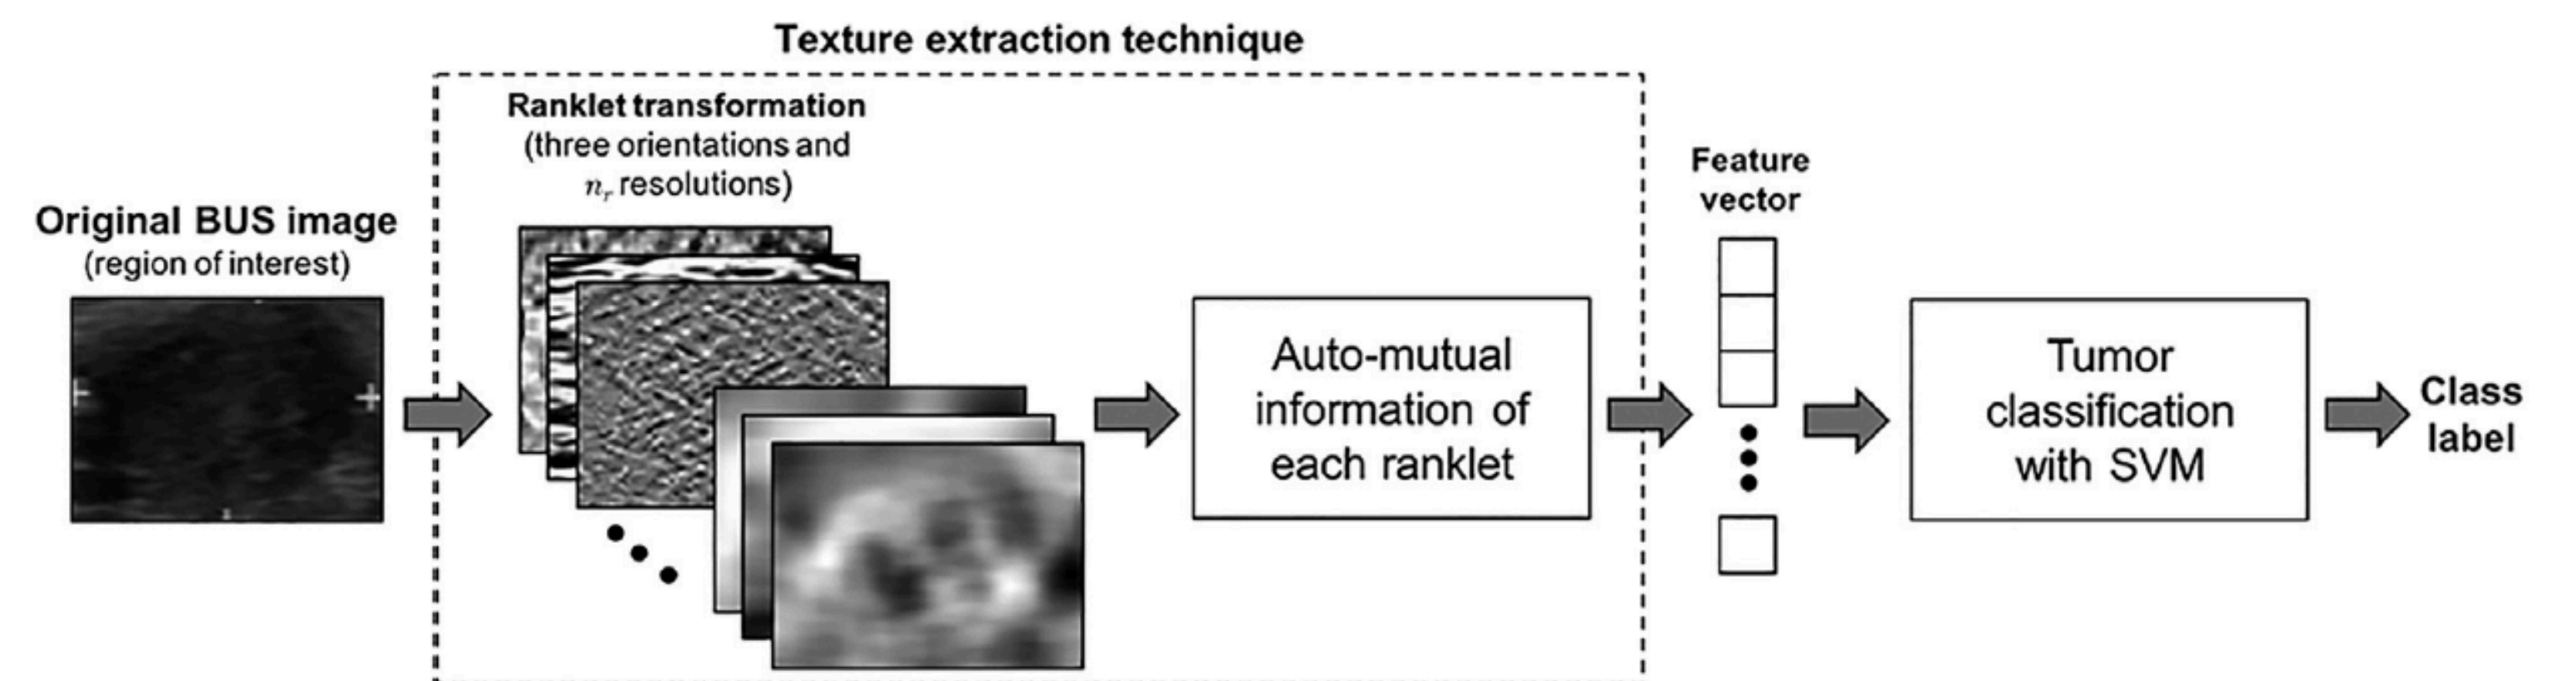 Texture extraction technique
Ranklet transformation
(three orientations and
n_r resolutions)
Original BUS image
(region of interest)
Auto-mutual
information of
each ranklet
Feature
vector
Tumor
classification
with SVM
Class
label